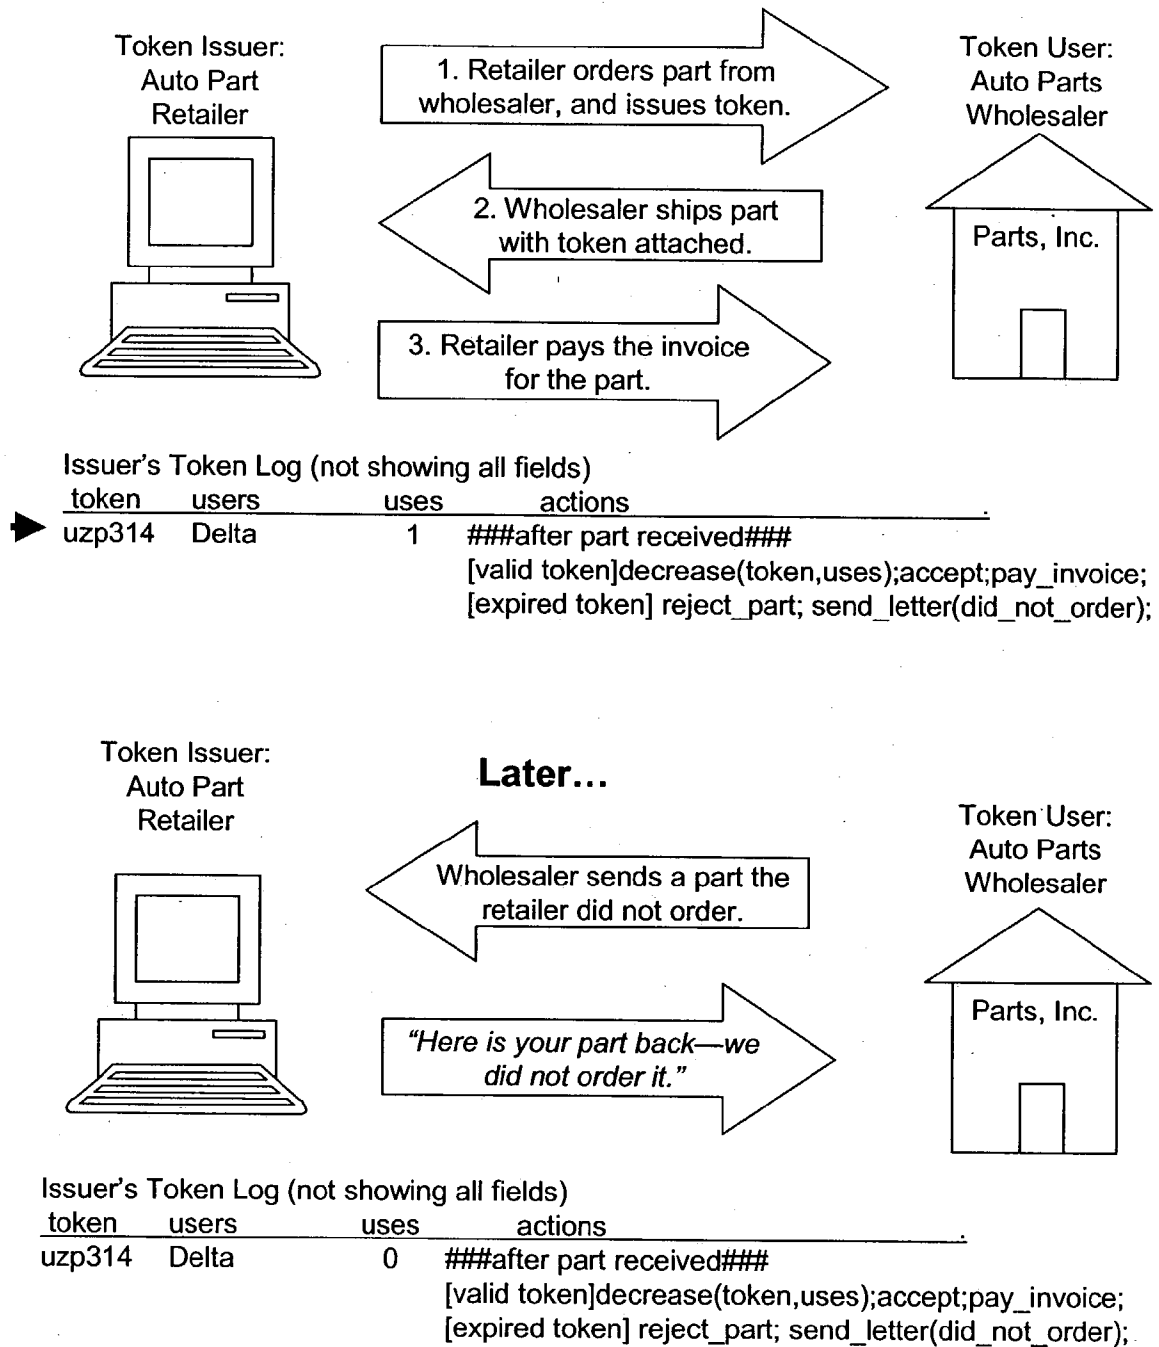 Token Issuer:
Auto Part
Retailer
1. Retailer orders part from
wholesaler, and issues token.
Token User:
Auto Parts
Wholesaler
2. Wholesaler ships part
with token attached.
Parts, Inc.
3. Retailer pays the invoice
for the part.
Issuer's Token Log (not showing all fields)
token users uses actions
uzp314 Delta 1 ###after part received###
[valid token]decrease(token,uses);accept;pay_invoice;
[expired token] reject_part; send_letter(did_not_order);
Token Issuer:
Auto Part
Retailer
Later...
Token User:
Auto Parts
Wholesaler
Wholesaler sends a part the
retailer did not order.
Parts, Inc.
“Here is your part back—we
did not order it.”
Issuer's Token Log (not showing all fields)
token users uses actions
uzp314 Delta 0 ###after part received###
[valid token]decrease(token,uses);accept;pay_invoice;
[expired token] reject_part; send_letter(did_not_order);